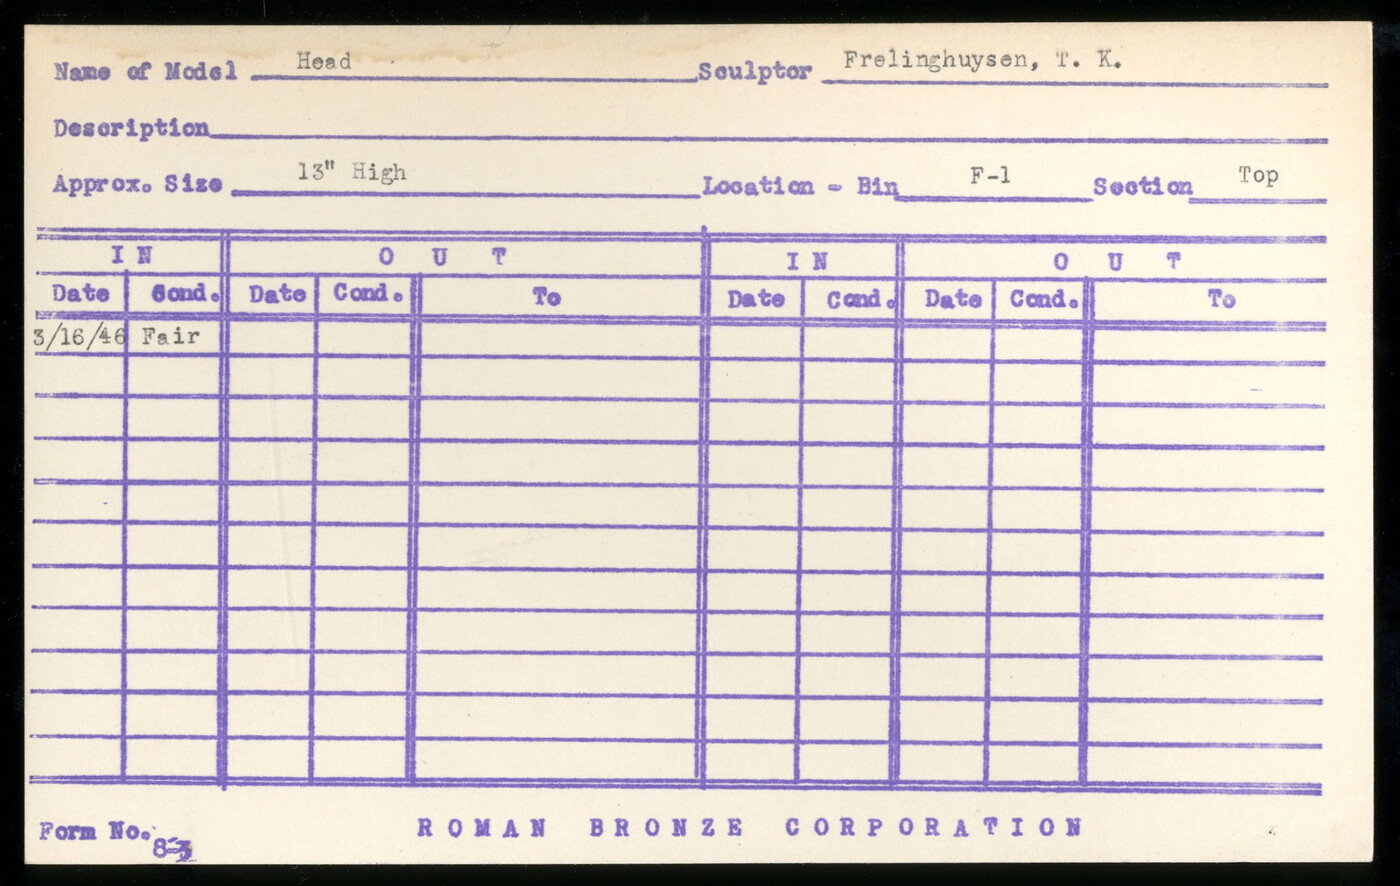 Name of Model Head Sculptor Frelinghuysen, T. K.
Description
Approx. Size 13" High Location - Bin F-1 Section Top
IN OUT IN OUT
Date Cond. Date Cond. To Date Cond. Date Cond. To
3/16/46 Fair
Form No. 8-3 ROMAN BRONZE CORPORATION